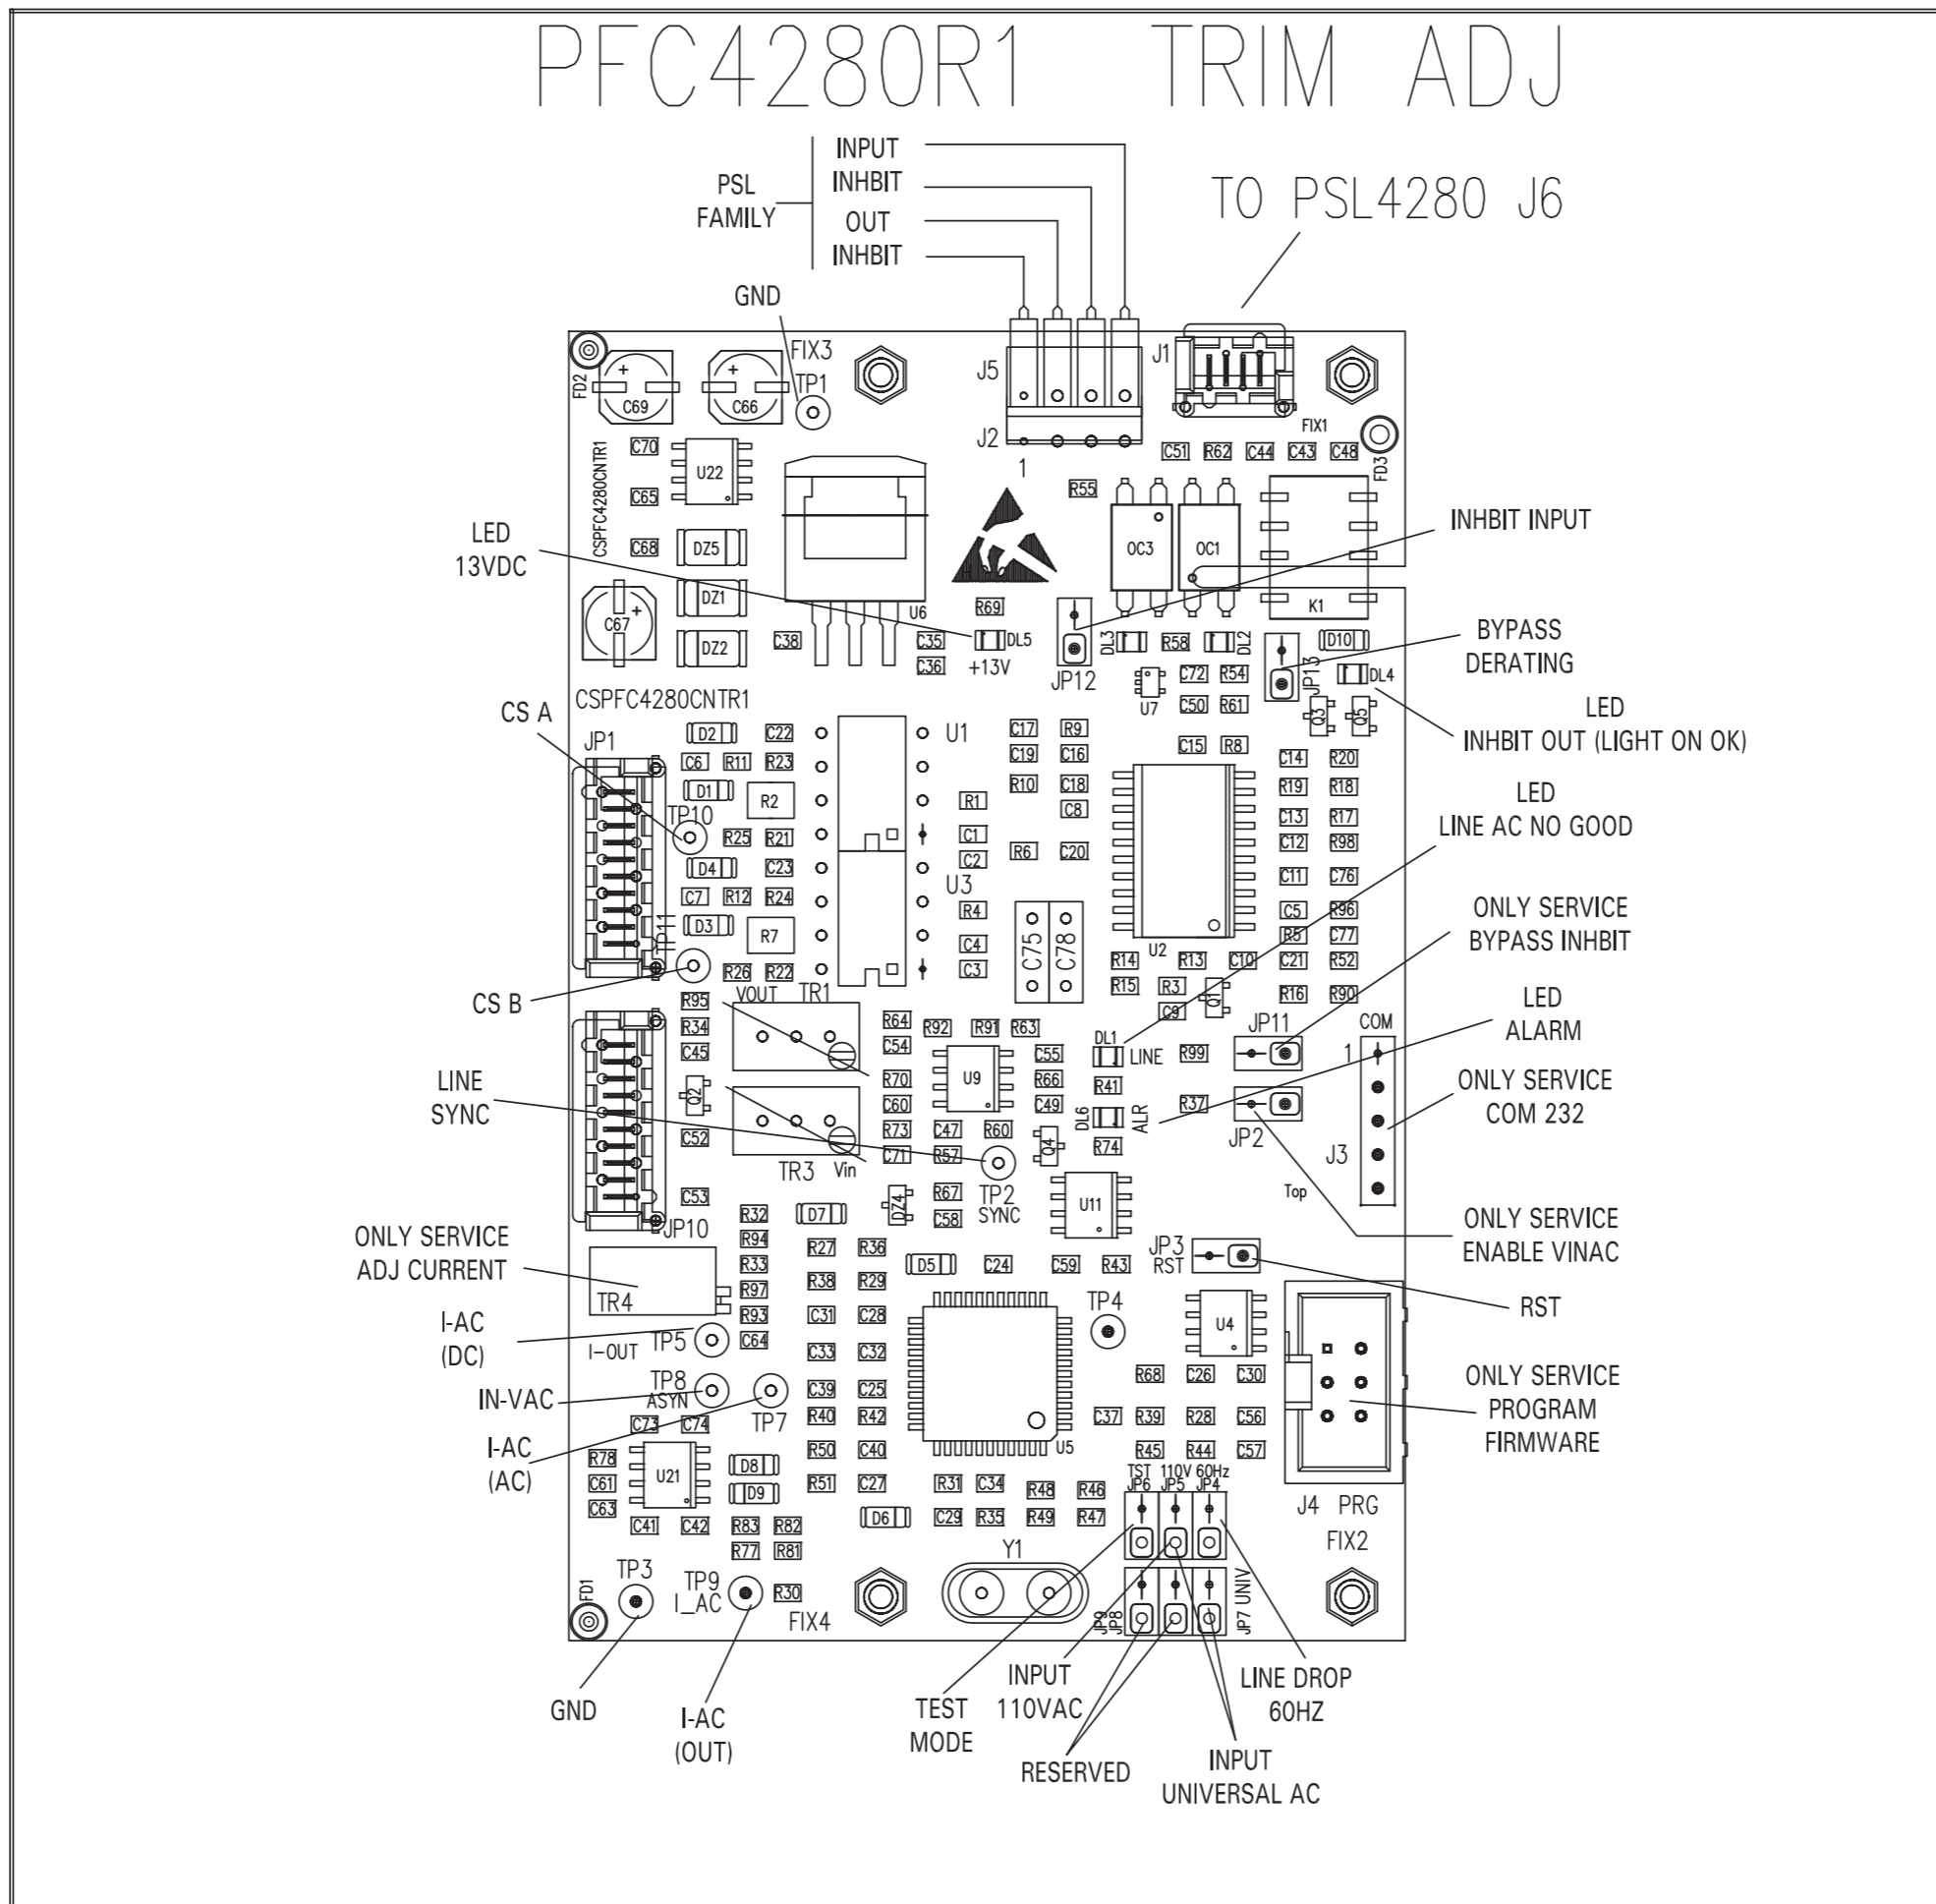 PFC4280R1 TRIM ADJ
INPUT
INHBIT
OUT
INHBIT
PSL
FAMILY
TO PSL4280 J6
GND
FD2
C69
C66
FIX3
TP1
J5
J2
1
J1
FIX1
FD3
C70
C65
C68
U22
CSPFC4280CNTR1
DZ5
DZ1
DZ2
C67
C51 R62 C44 C43 C48
R55
OC3
OC1
K1
U6
INHBIT INPUT
LED
13VDC
R69
DL5
+13V
C38
C35
C36
JP12
DL3
R58
DL2
D10
JP13
DL4
BYPASS
DERATING
U7
C72 R54
C50 R61
Q3
Q5
LED
INHBIT OUT (LIGHT ON OK)
CSPFC4280CNTR1
CS A
JP1
D2 C22
C6 R11 R23
D1
R2
TP10
R25 R21
D4 C23
C7 R12 R24
D3
R7
TP11
R26 R22
CS B
U1
U3
R1
C1
C2
R4
C4
C3
C17 R9
C19 C16
R10 C18
C8
R6 C20
C75
C78
C15 R8
U2
C14 R20
R19 R18
C13 R17
C12 R98
C11 C76
C5 R96
R5 C77
C21 R52
R16 R90
R14 R13 C10
R15 R3
C9
Q1
LED
LINE AC NO GOOD
ONLY SERVICE
BYPASS INHBIT
LED
ALARM
ONLY SERVICE
COM 232
R95
R34
C45
VOUT TR1
Q2
C52
C53
TR3 Vin
LINE
SYNC
JP10
R64
C54
R70
C60
R73
C71
R92 R91 R63
U9
C47 R60
R57
C55
R66
C49
DL1
LINE
R41
DL6
ALR
R74
Q4
R99
R37
JP11
JP2
COM
1
J3
Top
TP2
SYNC
DZ4
R67
C58
U11
ONLY SERVICE
ENABLE VINAC
ONLY SERVICE
ADJ CURRENT
TR4
R32
R94
R33
R97
R93
C64
D7
R27 R36
R38 R29
C31 C28
C33 C32
C39 C25
R40 R42
R50 C40
R51 C27
D5 C24 C59 R43
JP3
RST
RST
U4
TP4
U5
I-AC
(DC)
I-OUT
TP5
IN-VAC
TP8
ASYN
TP7
I-AC
(AC)
C73 C74
R78
C61
C63
U21
D8
D9
C41 C42 R83 R82
R77 R81
R30
R68 C26 C30
C37 R39 R28 C56
R45 R44 C57
R31 C34 R48 R46
D6 C29 R35 R49 R47
TST 110V 60Hz
JP6 JP5 JP4
ONLY SERVICE
PROGRAM
FIRMWARE
J4 PRG
FIX2
Y1
JP9
JP8
JP7 UNIV
TP3
FD1
TP9
I_AC
FIX4
GND
I-AC
(OUT)
TEST
MODE
INPUT
110VAC
RESERVED
LINE DROP
60HZ
INPUT
UNIVERSAL AC